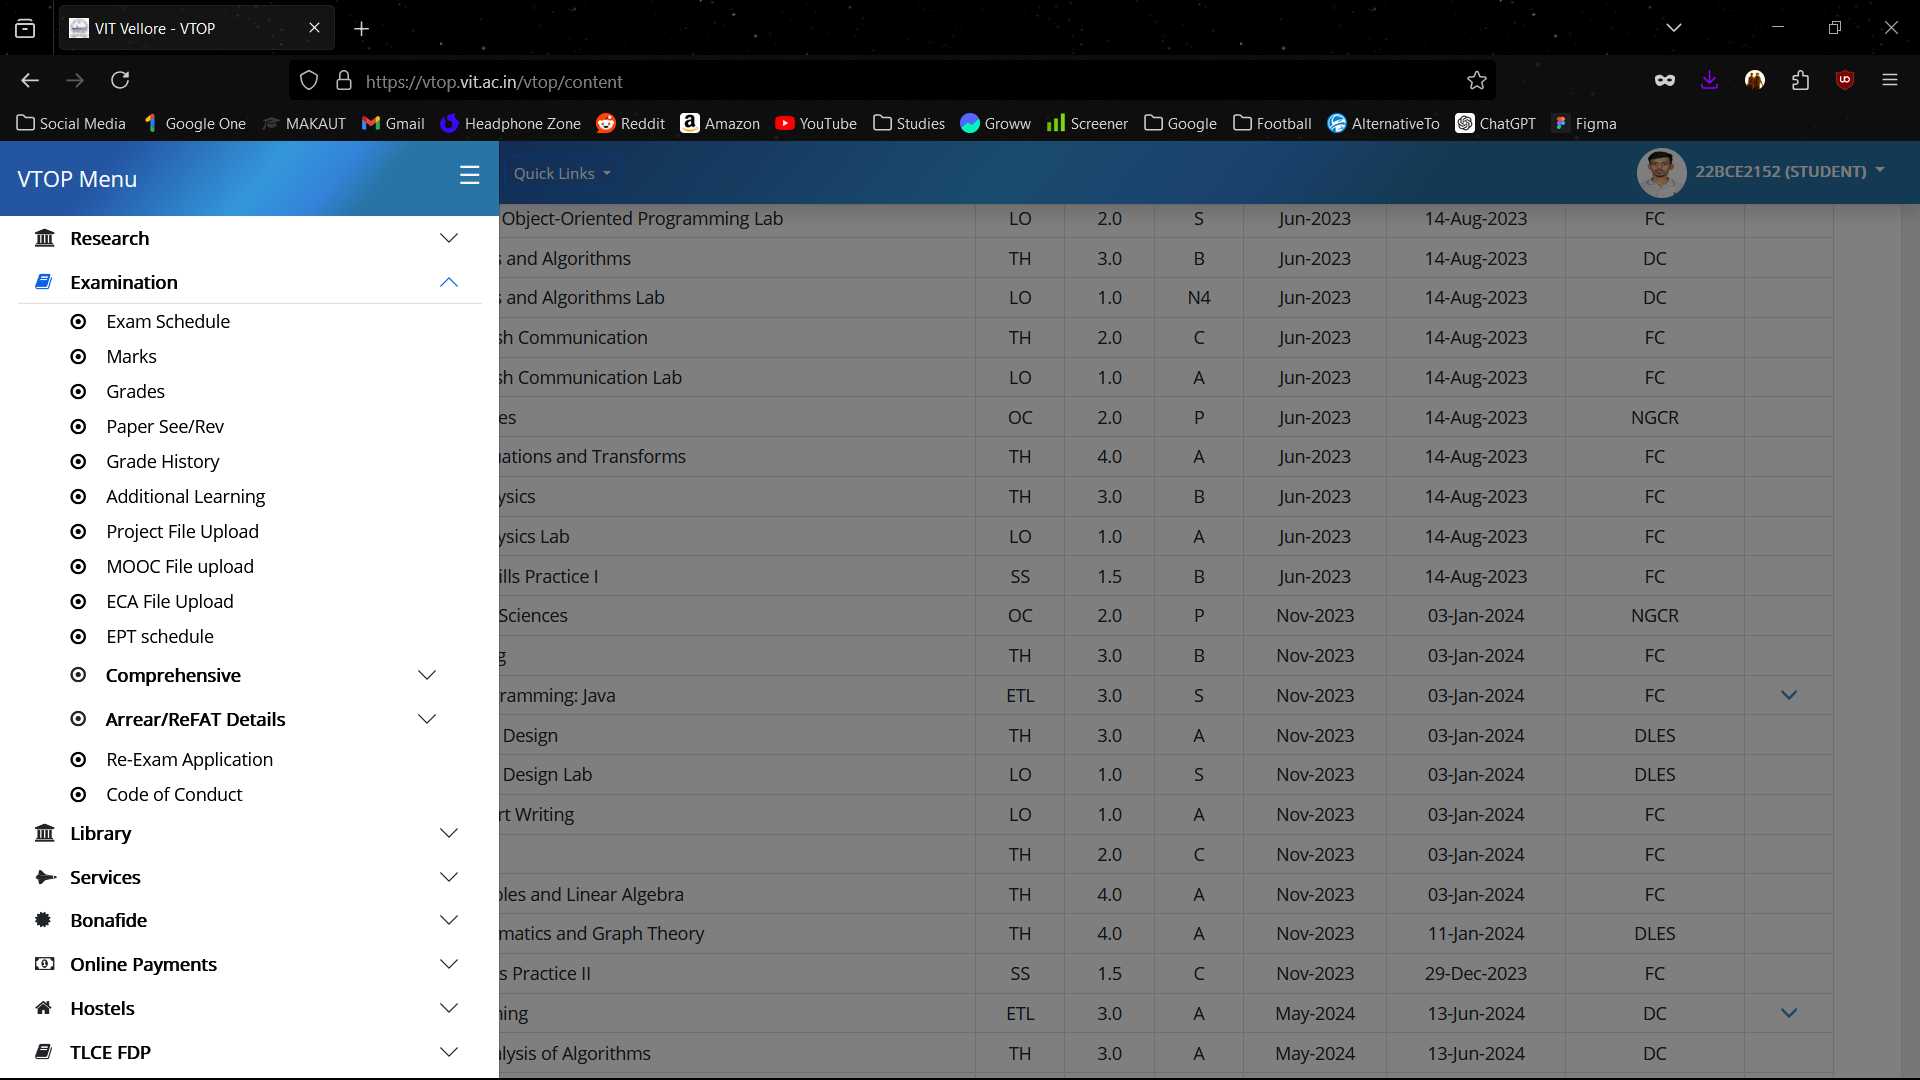 VIT Vellore - VTOP
https://vtop.vit.ac.in/vtop/content
Social Media Google One MAKAUT Gmail Headphone Zone Reddit Amazon YouTube Studies Groww Screener Google Football AlternativeTo ChatGPT Figma
VTOP Menu
Quick Links
22BCE2152 (STUDENT)
Research
Examination
Exam Schedule
Marks
Grades
Paper See/Rev
Grade History
Additional Learning
Project File Upload
MOOC File upload
ECA File Upload
EPT schedule
Comprehensive
Arrear/ReFAT Details
Re-Exam Application
Code of Conduct
Library
Services
Bonafide
Online Payments
Hostels
TLCE FDP
Object-Oriented Programming Lab LO 2.0 S Jun-2023 14-Aug-2023 FC
and Algorithms TH 3.0 B Jun-2023 14-Aug-2023 DC
and Algorithms Lab LO 1.0 N4 Jun-2023 14-Aug-2023 DC
sh Communication TH 2.0 C Jun-2023 14-Aug-2023 FC
sh Communication Lab LO 1.0 A Jun-2023 14-Aug-2023 FC
es OC 2.0 P Jun-2023 14-Aug-2023 NGCR
uations and Transforms TH 4.0 A Jun-2023 14-Aug-2023 FC
ysics TH 3.0 B Jun-2023 14-Aug-2023 FC
ysics Lab LO 1.0 A Jun-2023 14-Aug-2023 FC
ills Practice I SS 1.5 B Jun-2023 14-Aug-2023 FC
Sciences OC 2.0 P Nov-2023 03-Jan-2024 NGCR
g TH 3.0 B Nov-2023 03-Jan-2024 FC
ramming: Java ETL 3.0 S Nov-2023 03-Jan-2024 FC
Design TH 3.0 A Nov-2023 03-Jan-2024 DLES
Design Lab LO 1.0 S Nov-2023 03-Jan-2024 DLES
rt Writing LO 1.0 A Nov-2023 03-Jan-2024 FC
TH 2.0 C Nov-2023 03-Jan-2024 FC
bles and Linear Algebra TH 4.0 A Nov-2023 03-Jan-2024 FC
matics and Graph Theory TH 4.0 A Nov-2023 11-Jan-2024 DLES
s Practice II SS 1.5 C Nov-2023 29-Dec-2023 FC
ning ETL 3.0 A May-2024 13-Jun-2024 DC
alysis of Algorithms TH 3.0 A May-2024 13-Jun-2024 DC